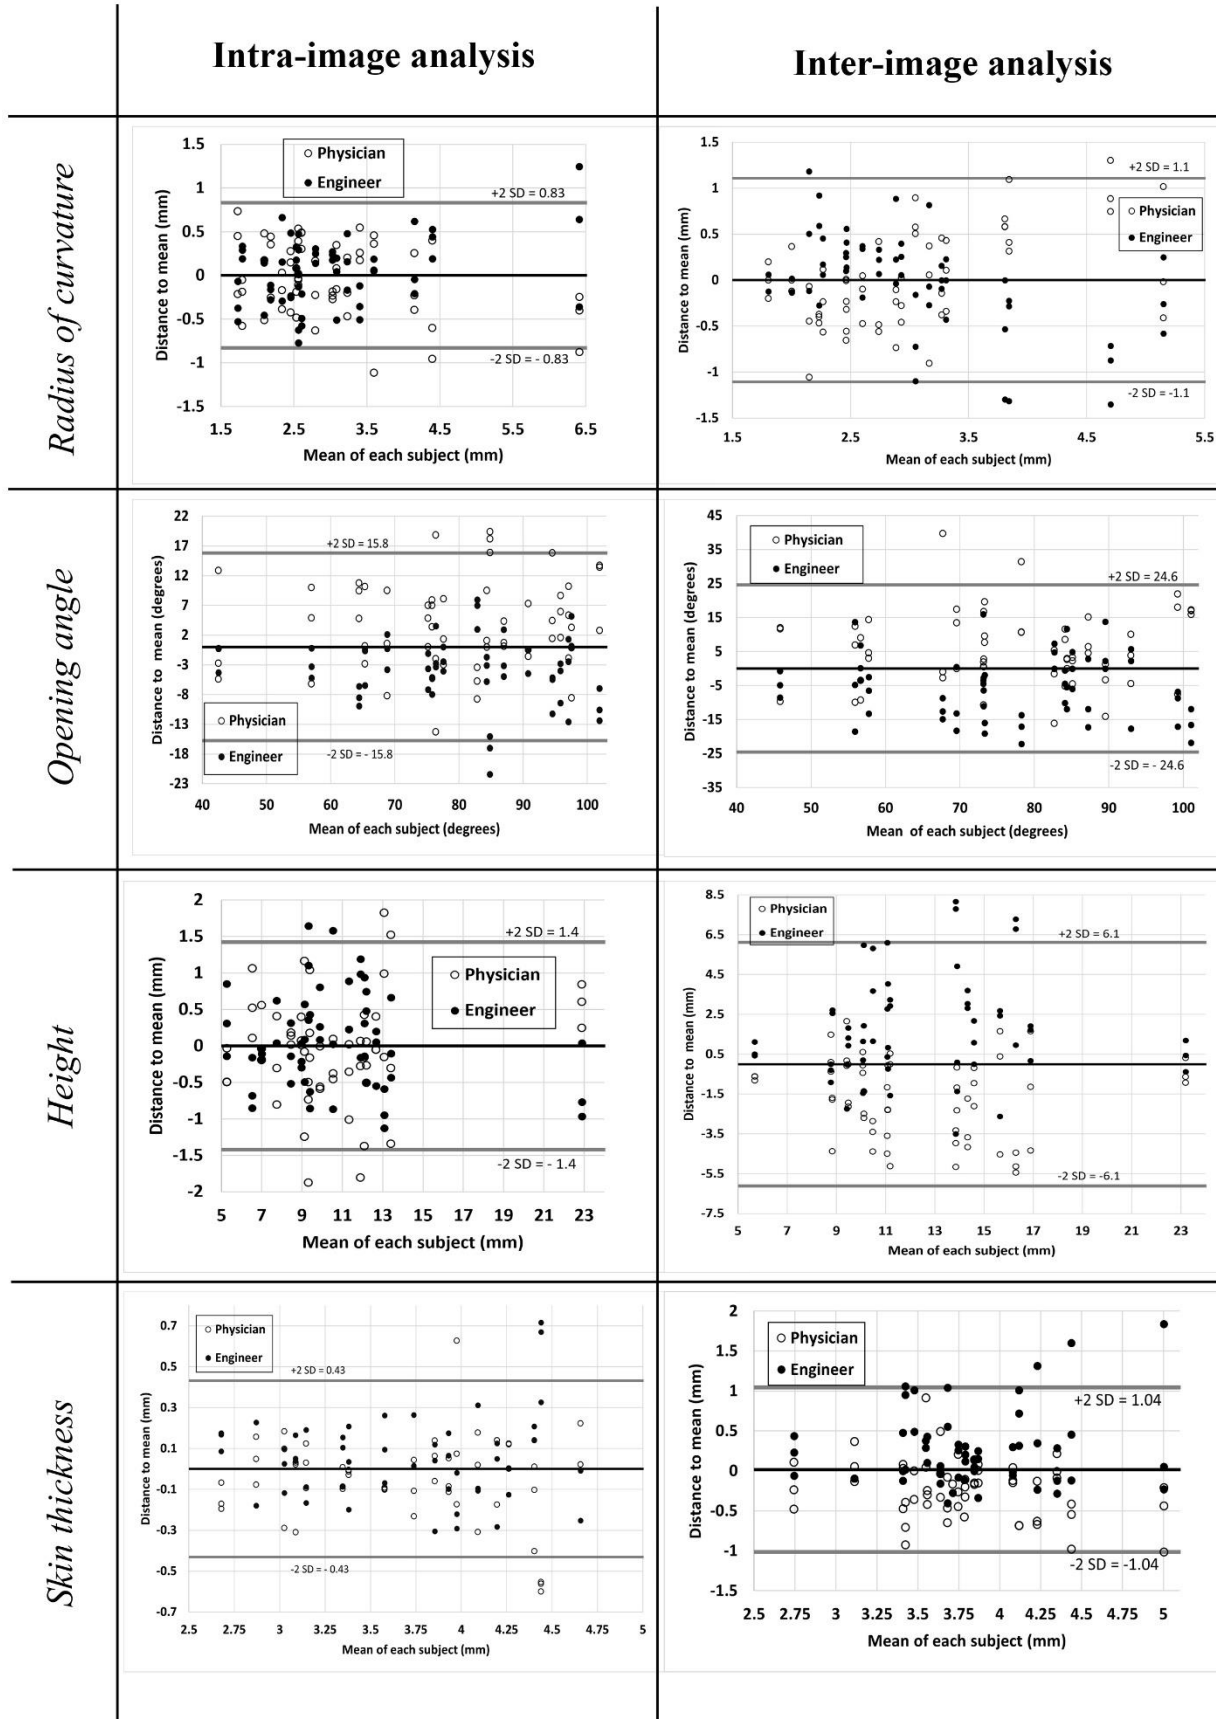 Intra-image analysis
Inter-image analysis
Radius of curvature
Distance to mean (mm)
1.5
1
0.5
0
-0.5
-1
-1.5
Physician
Engineer
+2 SD = 0.83
-2 SD = - 0.83
1.5 2.5 3.5 4.5 5.5 6.5
Mean of each subject (mm)
Distance to mean (mm)
1.5
1
0.5
0
-0.5
-1
-1.5
+2 SD = 1.1
Physician
Engineer
-2 SD = -1.1
1.5 2.5 3.5 4.5 5.5
Mean of each subject (mm)
Opening angle
Distance to mean (degrees)
22
17
12
7
2
-3
-8
-13
-18
-23
+2 SD = 15.8
Physician
Engineer
-2 SD = - 15.8
40 50 60 70 80 90 100
Mean of each subject (degrees)
Distance to mean (degrees)
45
35
25
15
5
-5
-15
-25
-35
Physician
Engineer
+2 SD = 24.6
-2 SD = - 24.6
40 50 60 70 80 90 100
Mean of each subject (degrees)
Height
Distance to mean (mm)
2
1.5
1
0.5
0
-0.5
-1
-1.5
-2
+2 SD = 1.4
Physician
Engineer
-2 SD = - 1.4
5 7 9 11 13 15 17 19 21 23
Mean of each subject (mm)
Distance to mean (mm)
8.5
6.5
4.5
2.5
0.5
-1.5
-3.5
-5.5
-7.5
Physician
Engineer
+2 SD = 6.1
-2 SD = -6.1
5 7 9 11 13 15 17 19 21 23
Mean of each subject (mm)
Skin thickness
Distance to mean (mm)
0.7
0.5
0.3
0.1
-0.1
-0.3
-0.5
-0.7
Physician
Engineer
+2 SD = 0.43
-2 SD = - 0.43
2.5 2.75 3 3.25 3.5 3.75 4 4.25 4.5 4.75 5
Mean of each subject (mm)
Distance to mean (mm)
2
1.5
1
0.5
0
-0.5
-1
-1.5
Physician
Engineer
+2 SD = 1.04
-2 SD = -1.04
2.5 2.75 3 3.25 3.5 3.75 4 4.25 4.5 4.75 5
Mean of each subject (mm)